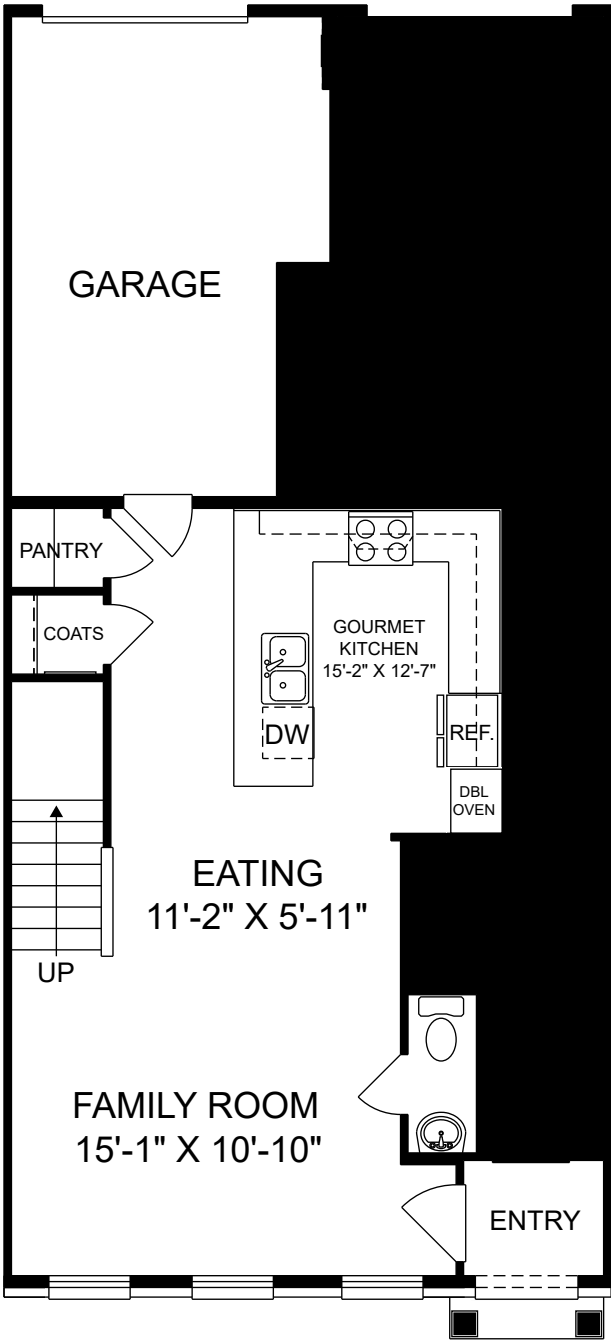 GARAGE
PANTRY
COATS
GOURMET
KITCHEN
15'-2" X 12'-7"
DW
REF.
DBL
OVEN
EATING
11'-2" X 5'-11"
UP
FAMILY ROOM
15'-1" X 10'-10"
ENTRY